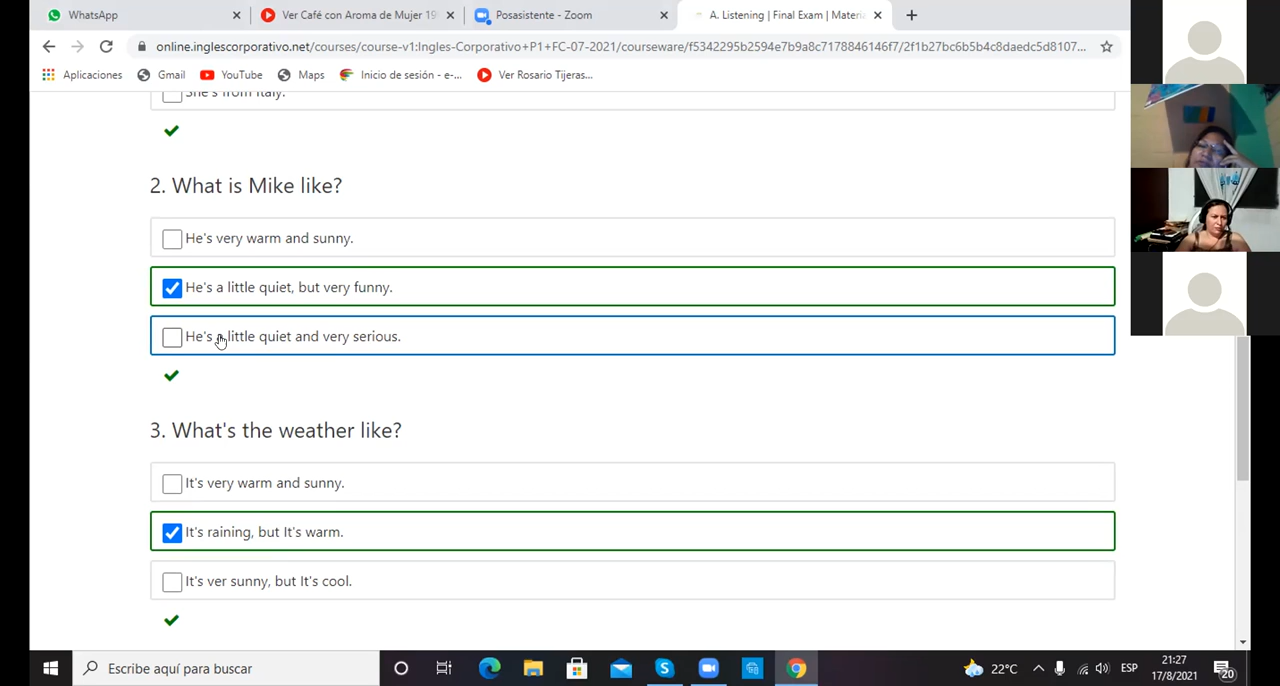 WhatsApp
Ver Café con Aroma de Mujer 19
Posasistente - Zoom
A. Listening | Final Exam | Materia
online.inglescorporativo.net/courses/course-v1:Ingles-Corporativo+P1+FC-07-2021/courseware/f5342295b2594e7b9a8c7178846146f7/2f1b27bc6b5b4c8daedc5d8107...
Aplicaciones
Gmail
YouTube
Maps
Inicio de sesión - e-...
Ver Rosario Tijeras...
She's from Italy.
2. What is Mike like?
He's very warm and sunny.
He's a little quiet, but very funny.
He's a little quiet and very serious.
3. What's the weather like?
It's very warm and sunny.
It's raining, but It's warm.
It's ver sunny, but It's cool.
Escribe aquí para buscar
22°C
ESP
21:27
17/8/2021
20